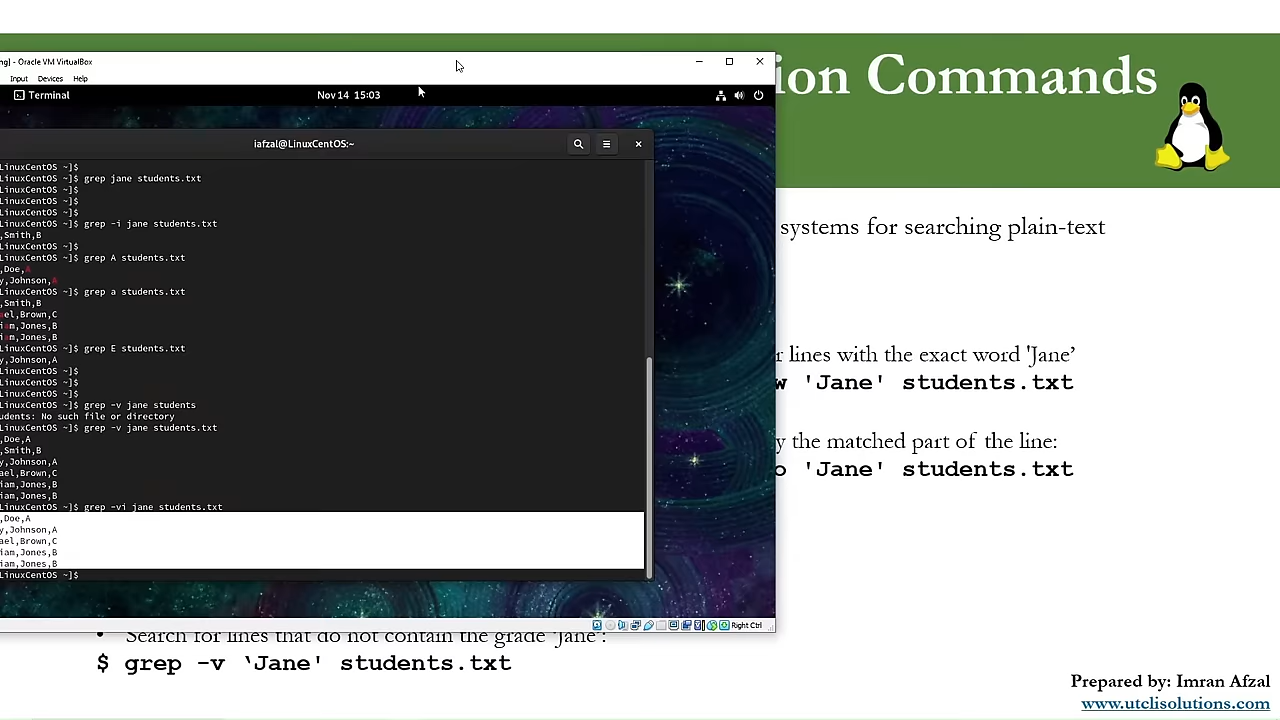 ion Commands
ng] - Oracle VM VirtualBox
Input Devices Help
Terminal
Nov 14 15:03
iafzal@LinuxCentOS:~
LinuxCentOS ~]$
LinuxCentOS ~]$ grep jane students.txt
LinuxCentOS ~]$
LinuxCentOS ~]$
LinuxCentOS ~]$
LinuxCentOS ~]$ grep -i jane students.txt
,Smith,B
LinuxCentOS ~]$
LinuxCentOS ~]$ grep A students.txt
,Doe,A
y,Johnson,A
LinuxCentOS ~]$ grep a students.txt
,Smith,B
ael,Brown,C
iam,Jones,B
iam,Jones,B
LinuxCentOS ~]$ grep E students.txt
y,Johnson,A
LinuxCentOS ~]$
LinuxCentOS ~]$
LinuxCentOS ~]$
LinuxCentOS ~]$ grep -v jane students
udents: No such file or directory
LinuxCentOS ~]$ grep -v jane students.txt
,Doe,A
,Smith,B
y,Johnson,A
ael,Brown,C
iam,Jones,B
iam,Jones,B
LinuxCentOS ~]$ grep -vi jane students.txt
,Doe,A
y,Johnson,A
ael,Brown,C
iam,Jones,B
iam,Jones,B
LinuxCentOS ~]$
Right Ctrl
systems for searching plain-text
r lines with the exact word 'Jane’
w 'Jane' students.txt
y the matched part of the line:
o 'Jane' students.txt
• Search for lines that do not contain the grade 'Jane':
$ grep -v ‘Jane' students.txt
Prepared by: Imran Afzal
www.utclisolutions.com